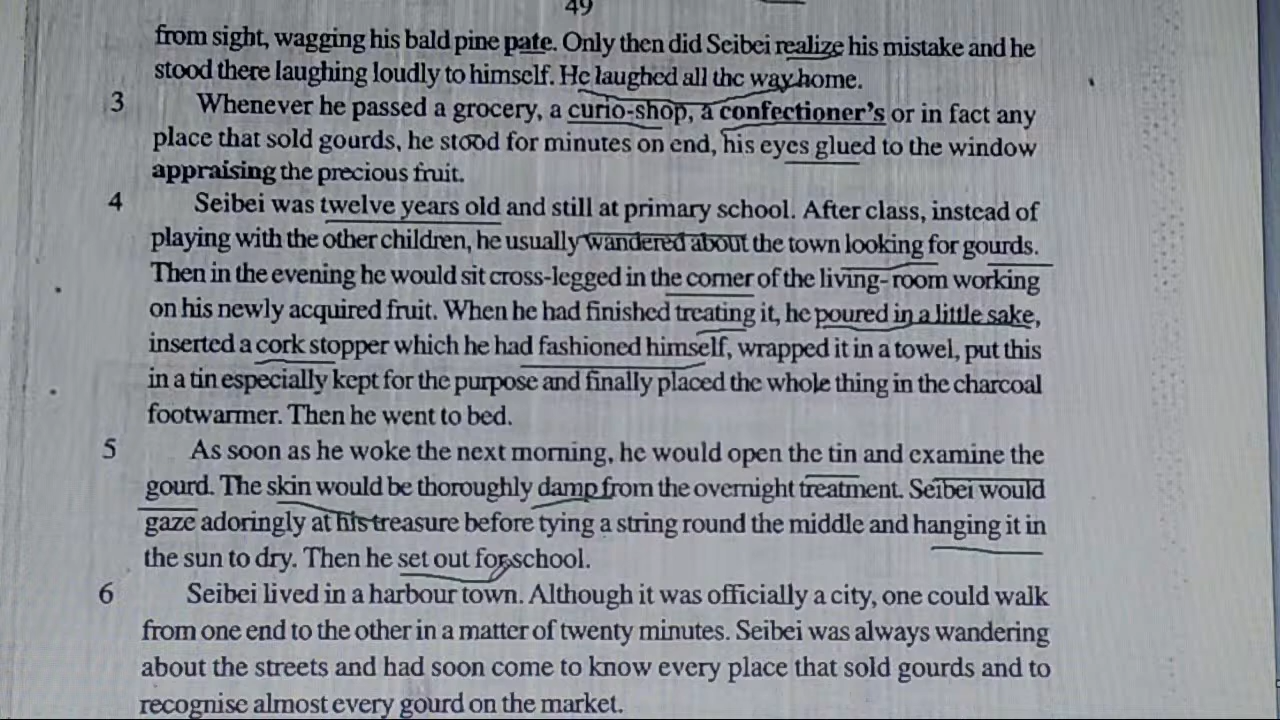 49
from sight, wagging his bald pine pate. Only then did Seibei realize his mistake and he
stood there laughing loudly to himself. He laughed all the way home.
3 Whenever he passed a grocery, a curio-shop, a confectioner's or in fact any
place that sold gourds, he stood for minutes on end, his eyes glued to the window
appraising the precious fruit.
4 Seibei was twelve years old and still at primary school. After class, instead of
playing with the other children, he usually wandered about the town looking for gourds.
Then in the evening he would sit cross-legged in the corner of the living-room working
on his newly acquired fruit. When he had finished treating it, he poured in a little sake,
inserted a cork stopper which he had fashioned himself, wrapped it in a towel, put this
in a tin especially kept for the purpose and finally placed the whole thing in the charcoal
footwarmer. Then he went to bed.
5 As soon as he woke the next morning, he would open the tin and examine the
gourd. The skin would be thoroughly damp from the overnight treatment. Seibei would
gaze adoringly at his treasure before tying a string round the middle and hanging it in
the sun to dry. Then he set out for school.
6 Seibei lived in a harbour town. Although it was officially a city, one could walk
from one end to the other in a matter of twenty minutes. Seibei was always wandering
about the streets and had soon come to know every place that sold gourds and to
recognise almost every gourd on the market.